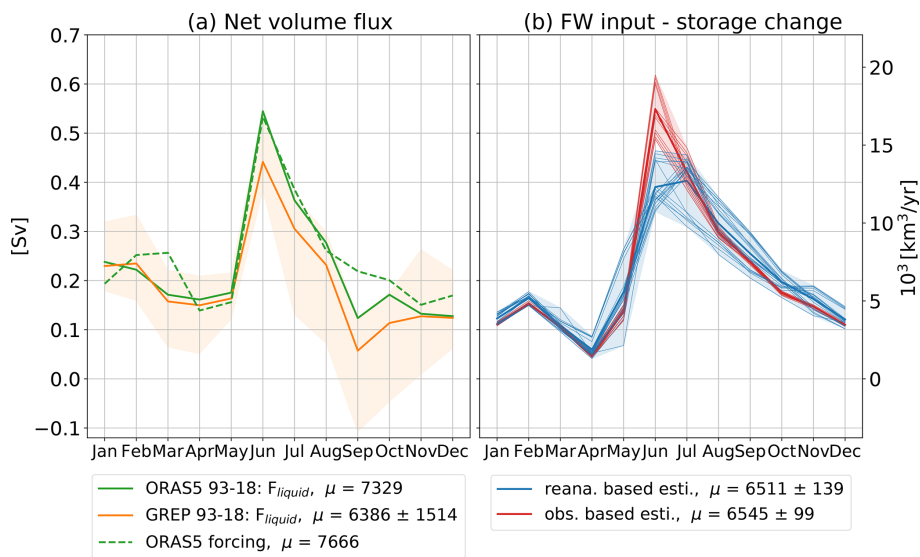 (a) Net volume flux
(b) FW input - storage change
0.7
0.6
0.5
0.4
0.3
0.2
0.1
0.0
−0.1
[Sv]
20
15
10
5
0
10³ [km³/yr]
Jan Feb Mar Apr May Jun Jul Aug Sep Oct Nov Dec
Jan Feb Mar Apr May Jun Jul Aug Sep Oct Nov Dec
ORAS5 93-18: Fliquid, μ = 7329
GREP 93-18: Fliquid, μ = 6386 ± 1514
ORAS5 forcing, μ = 7666
reana. based esti., μ = 6511 ± 139
obs. based esti., μ = 6545 ± 99